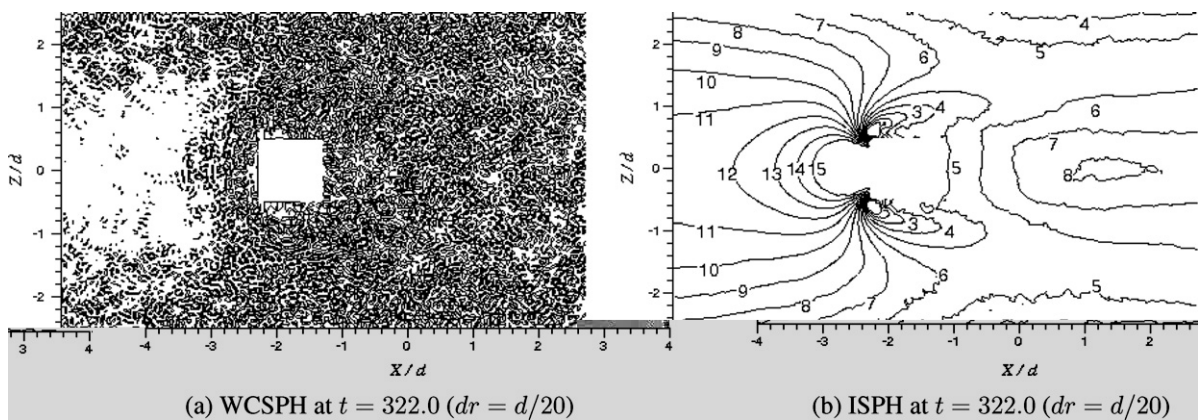 2
1
0
-1
-2
Z/d
3 4 -4 -3 -2 -1 0 1 2 3 4
X/d
(a) WCSPH at t = 322.0 (dr = d/20)
2
1
0
-1
-2
Z/d
8 7 4
9 5
10 6
11 3 4 6
7
12 13 14 15 5 8
11 3 4
10 6
9 8 7 5
4
-4 -3 -2 -1 0 1 2
X/d
(b) ISPH at t = 322.0 (dr = d/20)